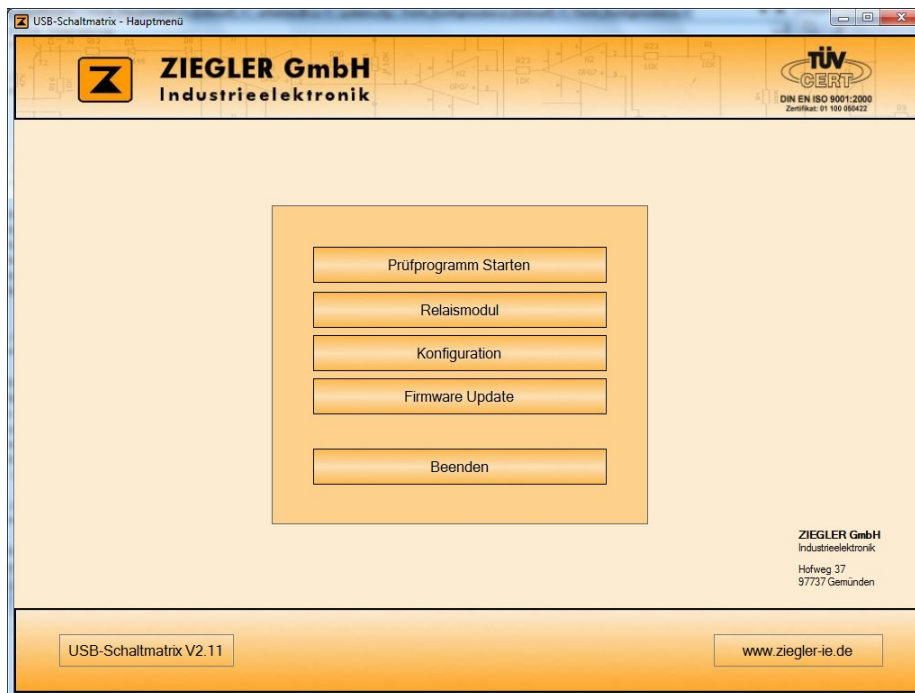 USB-Schaltmatrix - Hauptmenü
ZIEGLER GmbH
Industrieelektronik
TÜV
CERT
DIN EN ISO 9001:2000
Zertifikat: 01 100 050422
Prüfprogramm Starten
Relaismodul
Konfiguration
Firmware Update
Beenden
ZIEGLER GmbH
Industrieelektronik
Hofweg 37
97737 Gemünden
USB-Schaltmatrix V2.11
www.ziegler-ie.de